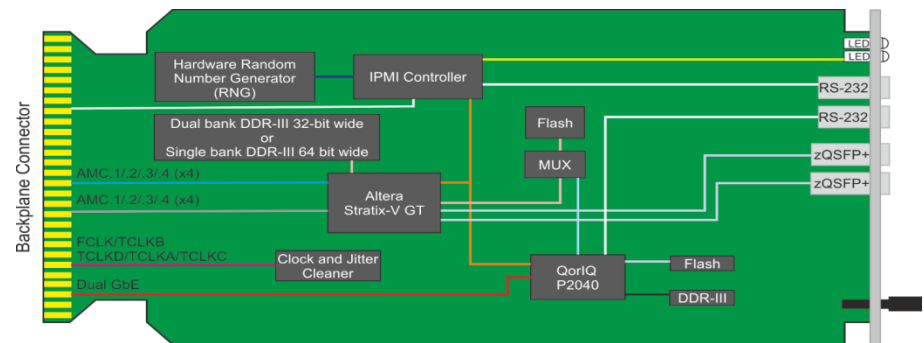 LED
LED
Hardware Random
Number Generator
(RNG)
IPMI Controller
RS-232
RS-232
Dual bank DDR-III 32-bit wide
or
Single bank DDR-III 64 bit wide
Flash
MUX
zQSFP+
zQSFP+
Backplane Connector
AMC.1/.2/.3/.4 (x4)
AMC.1/.2/.3/.4 (x4)
Altera
Stratix-V GT
FCLK/TCLKB
TCLKD/TCLKA/TCLKC
Clock and Jitter
Cleaner
Dual GbE
QorIQ
P2040
Flash
DDR-III